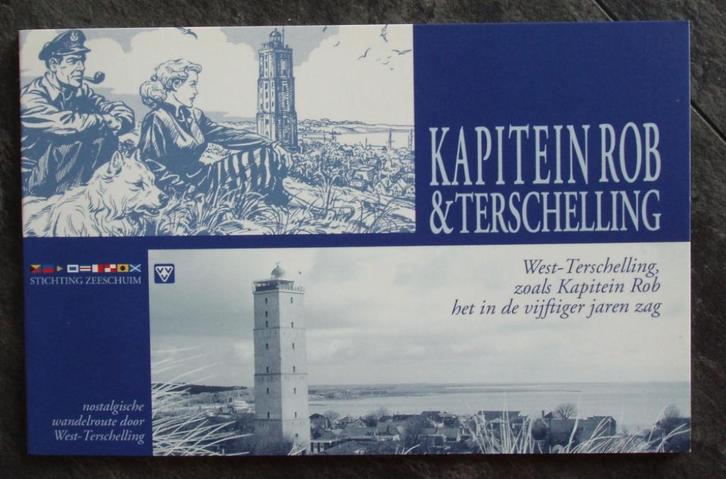 KAPITEIN ROB
& TERSCHELLING
West-Terschelling,
zoals Kapitein Rob
het in de vijftiger jaren zag
STICHTING ZEESCHUIM
nostalgische
wandelroute door
West-Terschelling